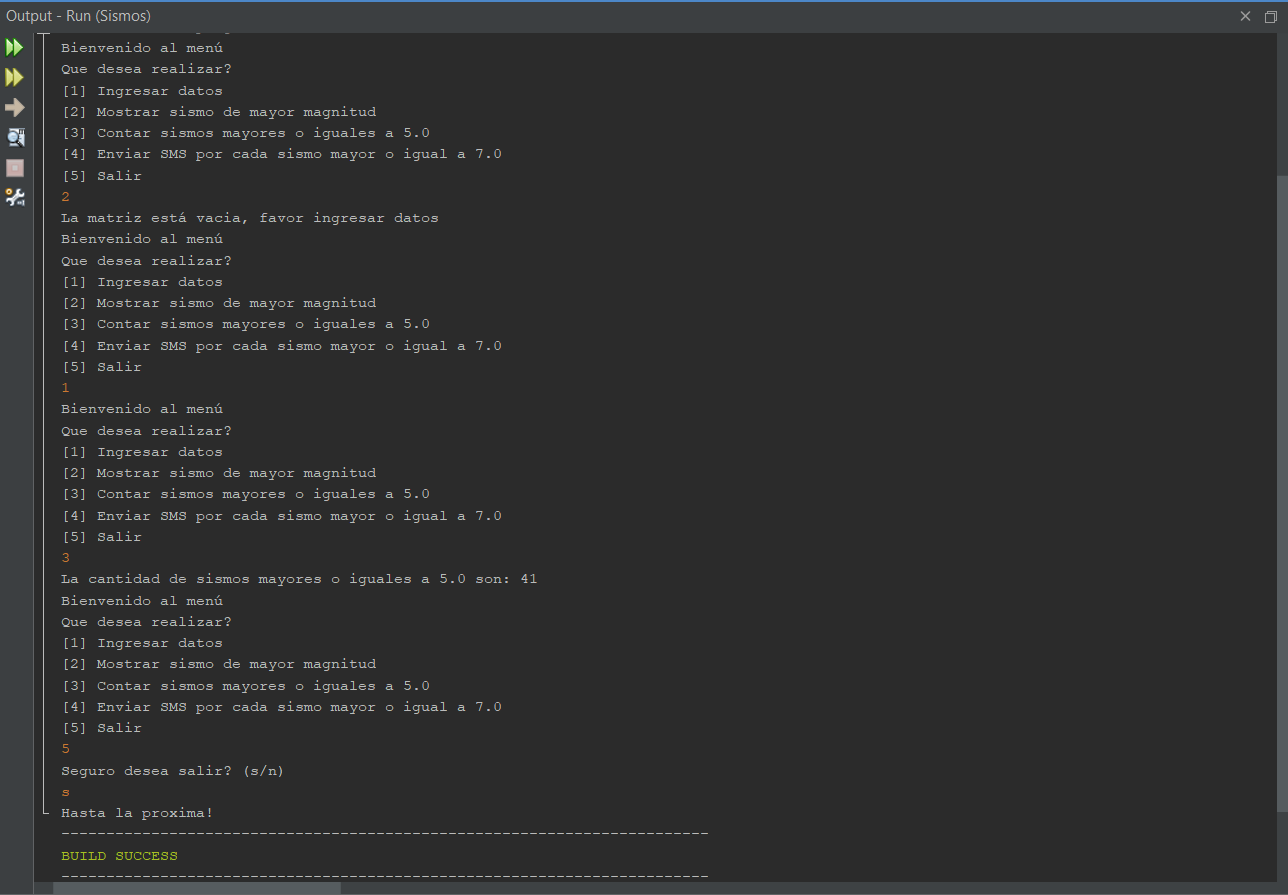 Output - Run (Sismos)
Bienvenido al menú
Que desea realizar?
[1] Ingresar datos
[2] Mostrar sismo de mayor magnitud
[3] Contar sismos mayores o iguales a 5.0
[4] Enviar SMS por cada sismo mayor o igual a 7.0
[5] Salir
2
La matriz está vacia, favor ingresar datos
Bienvenido al menú
Que desea realizar?
[1] Ingresar datos
[2] Mostrar sismo de mayor magnitud
[3] Contar sismos mayores o iguales a 5.0
[4] Enviar SMS por cada sismo mayor o igual a 7.0
[5] Salir
1
Bienvenido al menú
Que desea realizar?
[1] Ingresar datos
[2] Mostrar sismo de mayor magnitud
[3] Contar sismos mayores o iguales a 5.0
[4] Enviar SMS por cada sismo mayor o igual a 7.0
[5] Salir
3
La cantidad de sismos mayores o iguales a 5.0 son: 41
Bienvenido al menú
Que desea realizar?
[1] Ingresar datos
[2] Mostrar sismo de mayor magnitud
[3] Contar sismos mayores o iguales a 5.0
[4] Enviar SMS por cada sismo mayor o igual a 7.0
[5] Salir
5
Seguro desea salir? (s/n)
s
Hasta la proxima!
------------------------------------------------------------------------
BUILD SUCCESS
------------------------------------------------------------------------